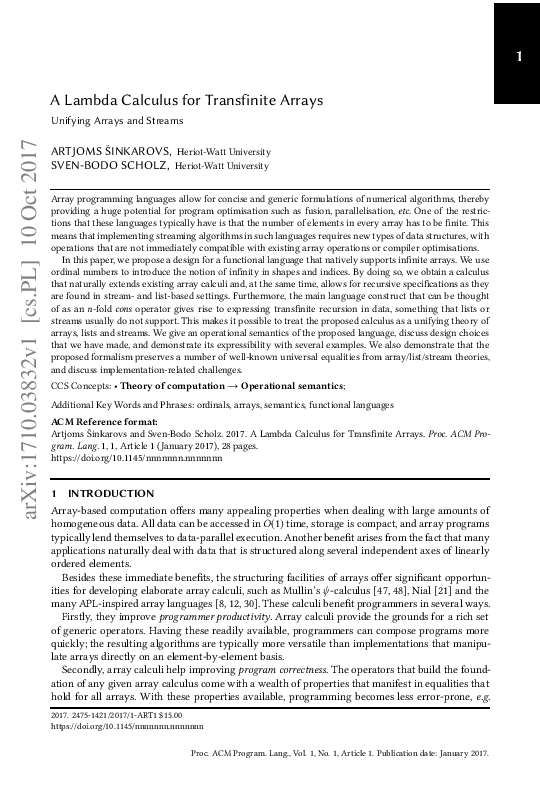 1
A Lambda Calculus for Transfinite Arrays
Unifying Arrays and Streams
ARTJOMS ŠINKAROVS, Heriot-Watt University
SVEN-BODO SCHOLZ, Heriot-Watt University
Array programming languages allow for concise and generic formulations of numerical algorithms, thereby
providing a huge potential for program optimisation such as fusion, parallelisation, etc. One of the restric-
tions that these languages typically have is that the number of elements in every array has to be finite. This
means that implementing streaming algorithms in such languages requires new types of data structures, with
operations that are not immediately compatible with existing array operations or compiler optimisations.
In this paper, we propose a design for a functional language that natively supports infinite arrays. We use
ordinal numbers to introduce the notion of infinity in shapes and indices. By doing so, we obtain a calculus
that naturally extends existing array calculi and, at the same time, allows for recursive specifications as they
are found in stream- and list-based settings. Furthermore, the main language construct that can be thought
of as an n-fold cons operator gives rise to expressing transfinite recursion in data, something that lists or
streams usually do not support. This makes it possible to treat the proposed calculus as a unifying theory of
arrays, lists and streams. We give an operational semantics of the proposed language, discuss design choices
that we have made, and demonstrate its expressibility with several examples. We also demonstrate that the
proposed formalism preserves a number of well-known universal equalities from array/list/stream theories,
and discuss implementation-related challenges.
CCS Concepts: • Theory of computation → Operational semantics;
Additional Key Words and Phrases: ordinals, arrays, semantics, functional languages
ACM Reference format:
Artjoms Šinkarovs and Sven-Bodo Scholz. 2017. A Lambda Calculus for Transfinite Arrays. Proc. ACM Pro-
gram. Lang. 1, 1, Article 1 (January 2017), 28 pages.
https://doi.org/10.1145/nnnnnnn.nnnnnnn
1 INTRODUCTION
Array-based computation offers many appealing properties when dealing with large amounts of
homogeneous data. All data can be accessed in O(1) time, storage is compact, and array programs
typically lend themselves to data-parallel execution. Another benefit arises from the fact that many
applications naturally deal with data that is structured along several independent axes of linearly
ordered elements.
Besides these immediate benefits, the structuring facilities of arrays offer significant opportun-
ities for developing elaborate array calculi, such as Mullin's ψ-calculus [47, 48], Nial [21] and the
many APL-inspired array languages [8, 12, 30]. These calculi benefit programmers in several ways.
Firstly, they improve programmer productivity. Array calculi provide the grounds for a rich set
of generic operators. Having these readily available, programmers can compose programs more
quickly; the resulting algorithms are typically more versatile than implementations that manipu-
late arrays directly on an element-by-element basis.
Secondly, array calculi help improving program correctness. The operators that build the found-
ation of any given array calculus come with a wealth of properties that manifest in equalities that
hold for all arrays. With these properties available, programming becomes less error-prone, e.g.
2017. 2475-1421/2017/1-ART1 $15.00
https://doi.org/10.1145/nnnnnnn.nnnnnnn
Proc. ACM Program. Lang., Vol. 1, No. 1, Article 1. Publication date: January 2017.
arXiv:1710.03832v1 [cs.PL] 10 Oct 2017